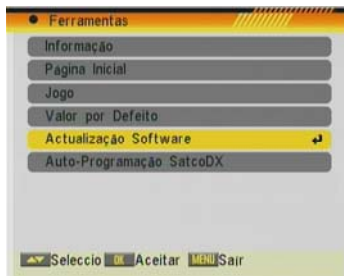 Ferramentas
Informação
Pagina Inicial
Jogo
Valor por Defeito
Actualização Software
Auto-Programação SatcoDX
Seleccio OK Aceitar MENU Sair